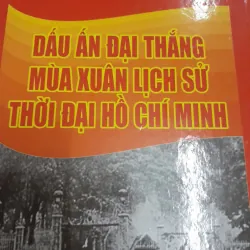 DẤU ẤN ĐẠI THẮNG
MÙA XUÂN LỊCH SỬ
THỜI ĐẠI HỒ CHÍ MINH